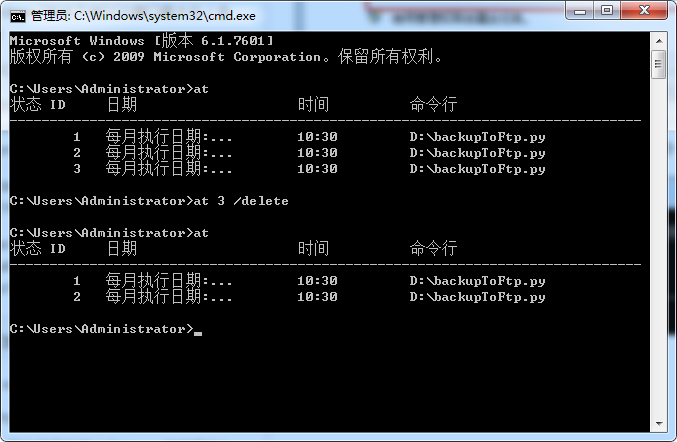 管理员: C:\Windows\system32\cmd.exe
Microsoft Windows [版本 6.1.7601]
版权所有 (c) 2009 Microsoft Corporation。保留所有权利。
C:\Users\Administrator>at
状态 ID 日期 时间 命令行
-------------------------------------------------------------------------------
1 每月执行日期:... 10:30 D:\backupToFtp.py
2 每月执行日期:... 10:30 D:\backupToFtp.py
3 每月执行日期:... 10:30 D:\backupToFtp.py
C:\Users\Administrator>at 3 /delete
C:\Users\Administrator>at
状态 ID 日期 时间 命令行
-------------------------------------------------------------------------------
1 每月执行日期:... 10:30 D:\backupToFtp.py
2 每月执行日期:... 10:30 D:\backupToFtp.py
C:\Users\Administrator>_